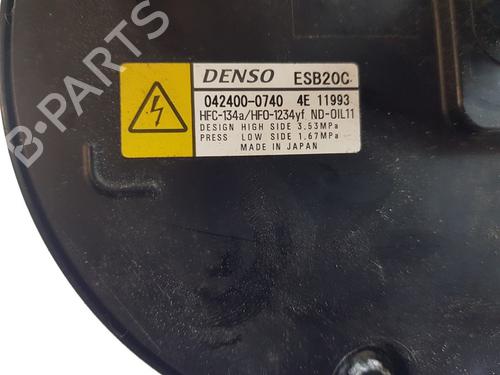 B-PARTS
DENSO ESB20C
042400-0740 4E 11993
HFC-134a/HFO-1234yf ND-OIL11
DESIGN HIGH SIDE 3.53MPa
PRESS LOW SIDE 1.67MPa
MADE IN JAPAN
B-PARTS